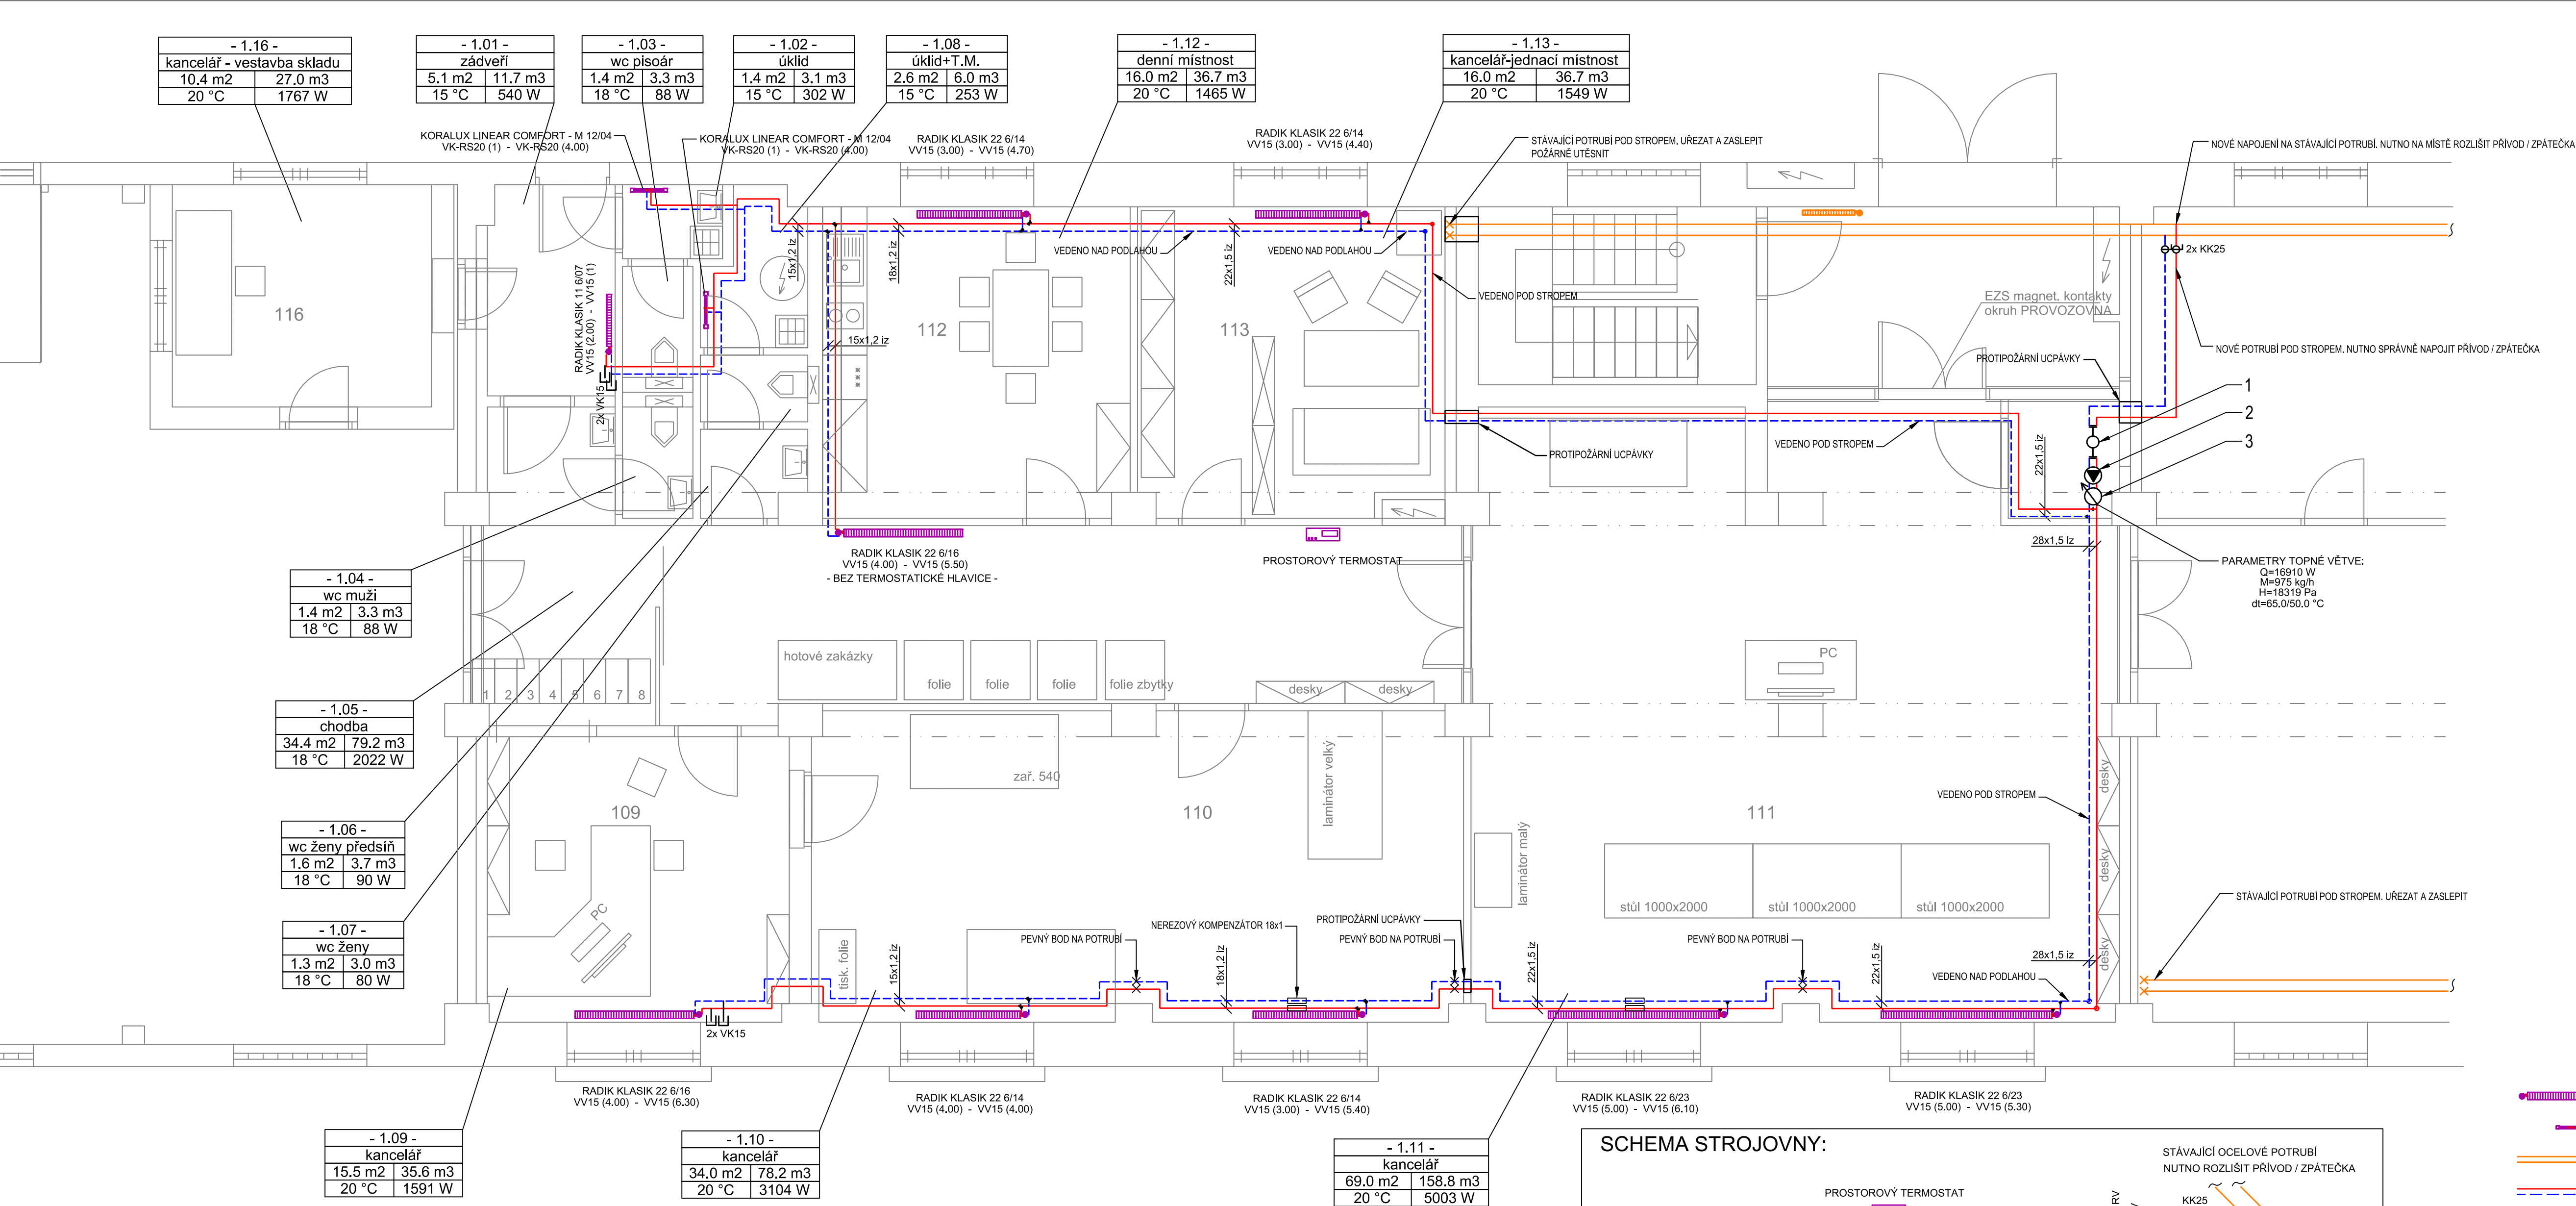 - 1.16 -
kancelář - vestavba skladu
10.4 m2 27.0 m3
20 °C 1767 W
- 1.01 -
zádveří
5.1 m2 11.7 m3
15 °C 540 W
- 1.03 -
wc pisoár
1.4 m2 3.3 m3
18 °C 88 W
- 1.02 -
úklid
1.4 m2 3.1 m3
15 °C 302 W
- 1.08 -
úklid+T.M.
2.6 m2 6.0 m3
15 °C 253 W
- 1.12 -
denní místnost
16.0 m2 36.7 m3
20 °C 1465 W
- 1.13 -
kancelář-jednací místnost
16.0 m2 36.7 m3
20 °C 1549 W
KORALUX LINEAR COMFORT - M 12/04
VK-RS20 (1) - VK-RS20 (4.00)
KORALUX LINEAR COMFORT - M 12/04
VK-RS20 (1) - VK-RS20 (4.00)
RADIK KLASIK 22 6/14
VV15 (3.00) - VV15 (4.70)
RADIK KLASIK 22 6/14
VV15 (3.00) - VV15 (4.40)
STÁVAJÍCÍ POTRUBÍ POD STROPEM. UŘEZAT A ZASLEPIT
POŽÁRNĚ UTĚSNIT
NOVÉ NAPOJENÍ NA STÁVAJÍCÍ POTRUBÍ. NUTNO NA MÍSTĚ ROZLIŠIT PŘÍVOD / ZPÁTEČKA
2x KK25
15x1,2 iz
18x1,2 iz
22x1,5 iz
VEDENO NAD PODLAHOU
VEDENO NAD PODLAHOU
VEDENO POD STROPEM
EZS magnet. kontakty
okruh PROVOZOVNA
RADIK KLASIK 11 6/07
VV15 (2.00) - VV15 (1)
2x VK15
116
112
113
15x1,2 iz
NOVÉ POTRUBÍ POD STROPEM. NUTNO SPRÁVNĚ NAPOJIT PŘÍVOD / ZPÁTEČKA
PROTIPOŽÁRNÍ UCPÁVKY
1
2
3
VEDENO POD STROPEM
PROTIPOŽÁRNÍ UCPÁVKY
22x1,5 iz
28x1,5 iz
RADIK KLASIK 22 6/16
VV15 (4.00) - VV15 (5.50)
- BEZ TERMOSTATICKÉ HLAVICE -
PROSTOROVÝ TERMOSTAT
PARAMETRY TOPNÉ VĚTVE:
Q=16910 W
M=975 kg/h
H=18319 Pa
dt=65.0/50.0 °C
- 1.04 -
wc muži
1.4 m2 3.3 m3
18 °C 88 W
hotové zakázky
folie
folie
folie
folie zbytky
desky
desky
PC
1 2 3 4 5 6 7 8
- 1.05 -
chodba
34.4 m2 79.2 m3
18 °C 2022 W
zař. 540
laminátor velký
109
110
111
VEDENO POD STROPEM
desky
desky
desky
- 1.06 -
wc ženy předsíň
1.6 m2 3.7 m3
18 °C 90 W
laminátor malý
stůl 1000x2000
stůl 1000x2000
stůl 1000x2000
STÁVAJÍCÍ POTRUBÍ POD STROPEM. UŘEZAT A ZASLEPIT
- 1.07 -
wc ženy
1.3 m2 3.0 m3
18 °C 80 W
PC
tisk. folie
15x1,2 iz
PEVNÝ BOD NA POTRUBÍ
NEREZOVÝ KOMPENZÁTOR 18x1
18x1,2 iz
PROTIPOŽÁRNÍ UCPÁVKY
PEVNÝ BOD NA POTRUBÍ
22x1,5 iz
PEVNÝ BOD NA POTRUBÍ
22x1,5 iz
28x1,5 iz
VEDENO NAD PODLAHOU
2x VK15
RADIK KLASIK 22 6/16
VV15 (4.00) - VV15 (6.30)
RADIK KLASIK 22 6/14
VV15 (4.00) - VV15 (4.00)
RADIK KLASIK 22 6/14
VV15 (3.00) - VV15 (5.40)
RADIK KLASIK 22 6/23
VV15 (5.00) - VV15 (6.10)
RADIK KLASIK 22 6/23
VV15 (5.00) - VV15 (5.30)
- 1.09 -
kancelář
15.5 m2 35.6 m3
20 °C 1591 W
- 1.10 -
kancelář
34.0 m2 78.2 m3
20 °C 3104 W
- 1.11 -
kancelář
69.0 m2 158.8 m3
20 °C 5003 W
SCHEMA STROJOVNY:
STÁVAJÍCÍ OCELOVÉ POTRUBÍ
NUTNO ROZLIŠIT PŘÍVOD / ZPÁTEČKA
PROSTOROVÝ TERMOSTAT
RV
KK25